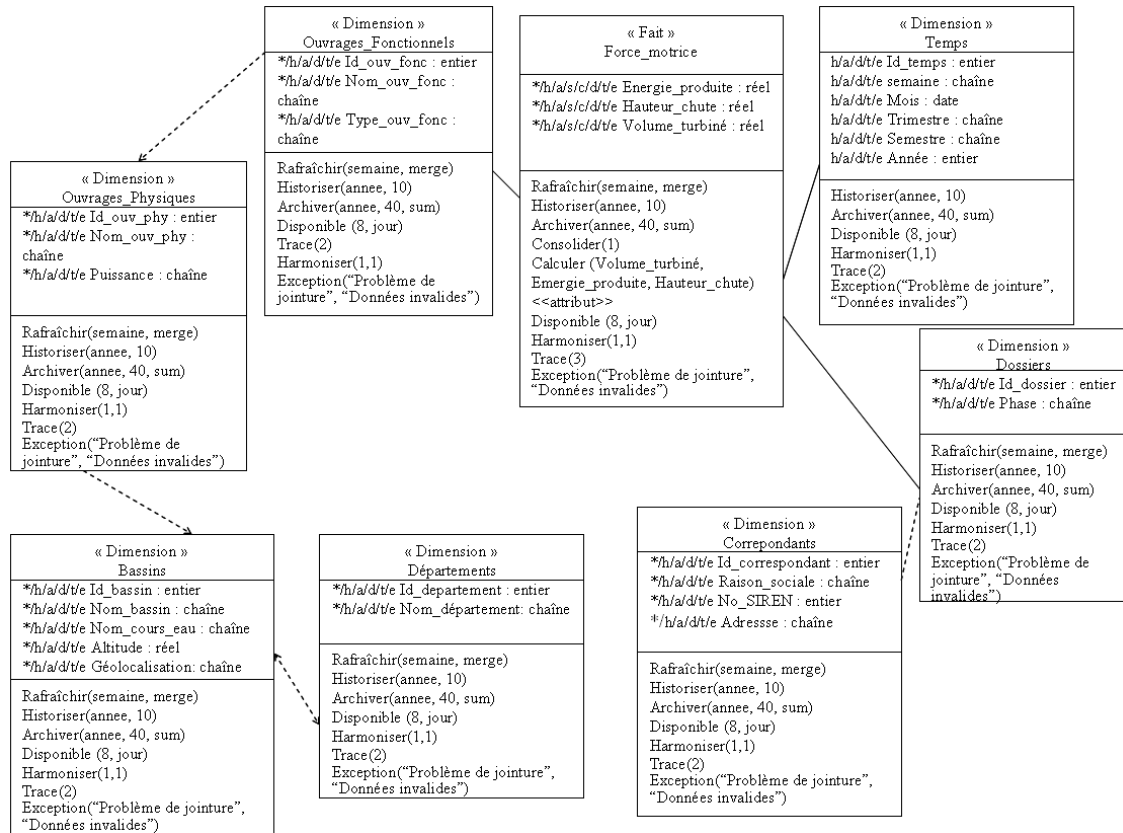 « Dimension »
Ouvrages_Fonctionnels
*/h/a/d/t/e Id_ouv_fonc : entier
*/h/a/d/t/e Nom_ouv_fonc :
chaîne
*/h/a/d/t/e Type_ouv_fonc :
chaîne
Rafraîchir(semaine, merge)
Historiser(annee, 10)
Archiver(annee, 40, sum)
Disponible (8, jour)
Trace(2)
Harmoniser(1,1)
Exception(“Problème de
jointure”, “Données invalides”)
« Fait »
Force_motrice
*/h/a/s/c/d/t/e Energie_produite : réel
*/h/a/s/c/d/t/e Hauteur_chute : réel
*/h/a/s/c/d/t/e Volume_turbiné : réel
Rafraîchir(semaine, merge)
Historiser(annee, 10)
Archiver(annee, 40, sum)
Consolider(1)
Calculer (Volume_turbiné,
Emergie_produite, Hauteur_chute)
<<attribut>>
Disponible (8, jour)
Harmoniser(1,1)
Trace(3)
Exception(“Problème de jointure”,
“Données invalides”)
« Dimension »
Temps
h/a/d/t/e Id_temps : entier
h/a/d/t/e semaine : chaîne
h/a/d/t/e Mois : date
h/a/d/t/e Trimestre : chaîne
h/a/d/t/e Semestre : chaîne
h/a/d/t/e Année : entier
Historiser(annee, 10)
Archiver(annee, 40, sum)
Disponible (8, jour)
Harmoniser(1,1)
Trace(2)
Exception(“Problème de jointure”,
“Données invalides”)
« Dimension »
Ouvrages_Physiques
*/h/a/d/t/e Id_ouv_phy : entier
*/h/a/d/t/e Nom_ouv_phy :
chaîne
*/h/a/d/t/e Puissance : chaîne
Rafraîchir(semaine, merge)
Historiser(annee, 10)
Archiver(annee, 40, sum)
Disponible (8, jour)
Harmoniser(1,1)
Trace(2)
Exception(“Problème de
jointure”, “Données invalides”)
« Dimension »
Dossiers
*/h/a/d/t/e Id_dossier : entier
*/h/a/d/t/e Phase : chaîne
Rafraîchir(semaine, merge)
Historiser(annee, 10)
Archiver(annee, 40, sum)
Disponible (8, jour)
Harmoniser(1,1)
Trace(2)
Exception(“Problème de
jointure”, “Données
invalides”)
« Dimension »
Bassins
*/h/a/d/t/e Id_bassin : entier
*/h/a/d/t/e Nom_bassin : chaîne
*/h/a/d/t/e Nom_cours_eau : chaîne
*/h/a/d/t/e Altitude : réel
*/h/a/d/t/e Géolocalisation: chaîne
Rafraîchir(semaine, merge)
Historiser(annee, 10)
Archiver(annee, 40, sum)
Disponible (8, jour)
Harmoniser(1,1)
Trace(2)
Exception(“Problème de jointure”,
“Données invalides”)
« Dimension »
Départements
*/h/a/d/t/e Id_departement : entier
*/h/a/d/t/e Nom_département: chaîne
Rafraîchir(semaine, merge)
Historiser(annee, 10)
Archiver(annee, 40, sum)
Disponible (8, jour)
Harmoniser(1,1)
Trace(2)
Exception(“Problème de jointure”,
“Données invalides”)
« Dimension »
Correpondants
*/h/a/d/t/e Id_correspondant : entier
*/h/a/d/t/e Raison_sociale : chaîne
*/h/a/d/t/e No_SIREN : entier
*/h/a/d/t/e Adressse : chaîne
Rafraîchir(semaine, merge)
Historiser(annee, 10)
Archiver(annee, 40, sum)
Disponible (8, jour)
Harmoniser(1,1)
Trace(2)
Exception(“Problème de jointure”,
“Données invalides”)